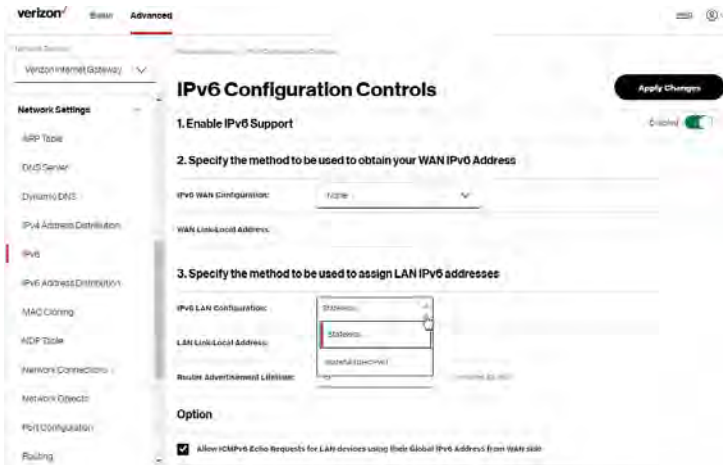 verizon Basic Advanced
Verizon Internet Gateway
IPv6 Configuration Controls
Apply Changes
Network Settings
1. Enable IPv6 Support
Enabled
ARP Table
2. Specify the method to be used to obtain your WAN IPv6 Address
DNS Server
Dynamic DNS
IPv6 WAN Configuration: None
IPv4 Address Distribution
WAN Link-Local Address:
IPv6
3. Specify the method to be used to assign LAN IPv6 addresses
IPv6 Address Distribution
IPv6 LAN Configuration: Stateless
MAC Cloning
Stateless
NDP Table
LAN Link-Local Address:
Stateful (DHCPv6)
Network Connections
Router Advertisement Lifetime:
Network Objects
Option
Port Configuration
Allow ICMPv6 Echo Requests for LAN devices using their Global IPv6 Address from WAN side
Routing